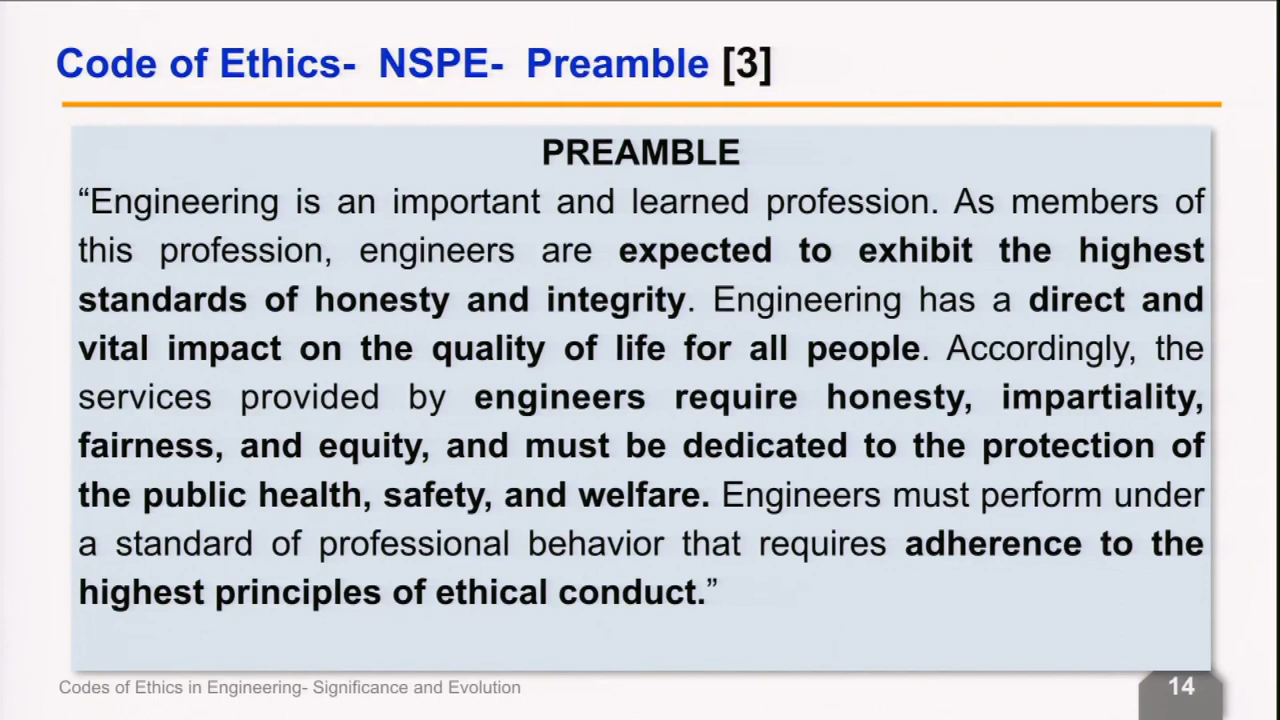 Code of Ethics- NSPE- Preamble [3]
PREAMBLE
“Engineering is an important and learned profession. As members of
this profession, engineers are expected to exhibit the highest
standards of honesty and integrity. Engineering has a direct and
vital impact on the quality of life for all people. Accordingly, the
services provided by engineers require honesty, impartiality,
fairness, and equity, and must be dedicated to the protection of
the public health, safety, and welfare. Engineers must perform under
a standard of professional behavior that requires adherence to the
highest principles of ethical conduct.”
Codes of Ethics in Engineering- Significance and Evolution
14